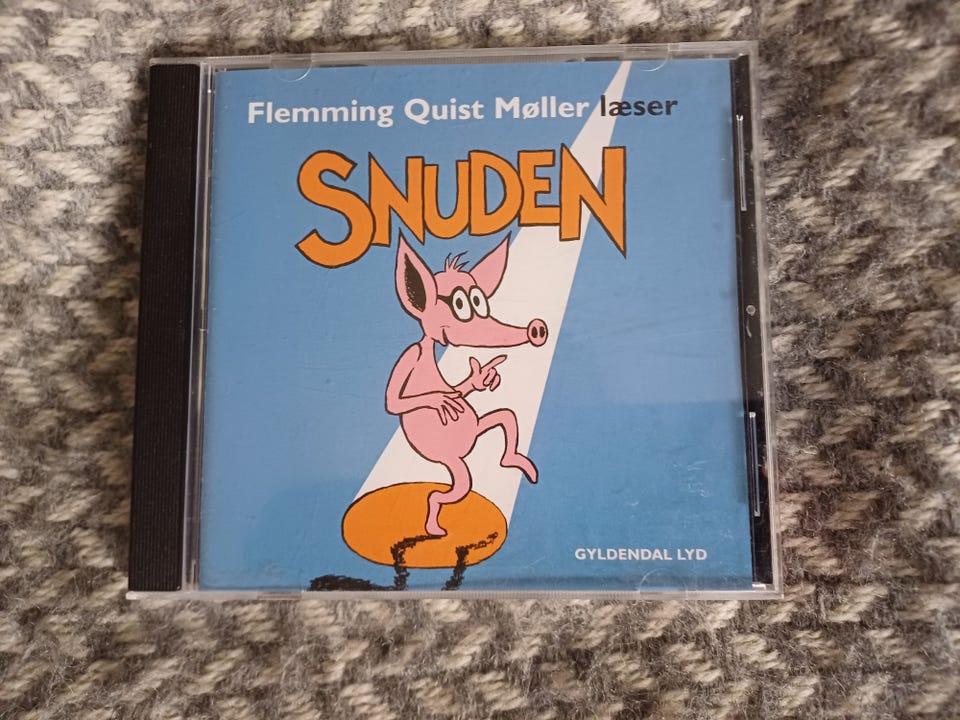 Flemming Quist Møller læser
SNUDEN
GYLDENDAL LYD